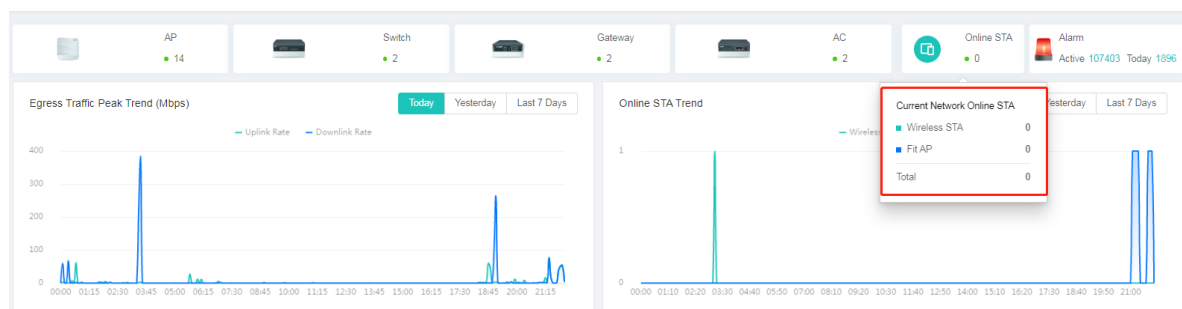 AP
14
Switch
2
Gateway
2
AC
2
Online STA
0
Alarm
Active 107403 Today 1896
Egress Traffic Peak Trend (Mbps)
Today Yesterday Last 7 Days
Uplink Rate Downlink Rate
400
300
200
100
0
00:00 01:15 02:30 03:45 05:00 06:15 07:30 08:45 10:00 11:15 12:30 13:45 15:00 16:15 17:30 18:45 20:00 21:15
Online STA Trend
Yesterday Last 7 Days
Wireless
1
0
00:00 01:10 02:20 03:30 04:40 05:50 07:00 08:10 09:20 10:30 11:40 12:50 14:00 15:10 16:20 17:30 18:40 19:50 21:00
Current Network Online STA
Wireless STA 0
Fit AP 0
Total 0